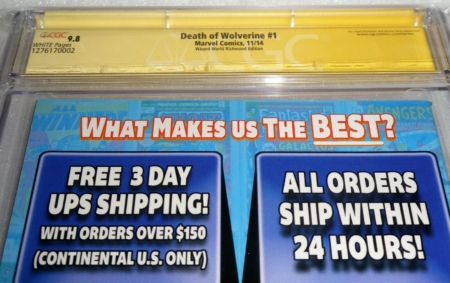 CGC 9.8
WHITE Pages
1276170002
Death of Wolverine #1
Marvel Comics, 11/14
Wizard World Richmond Edition
CGC
WHAT MAKES US THE BEST?
FREE 3 DAY
UPS SHIPPING!
WITH ORDERS OVER $150
(CONTINENTAL U.S. ONLY)
ALL ORDERS
SHIP WITHIN
24 HOURS!